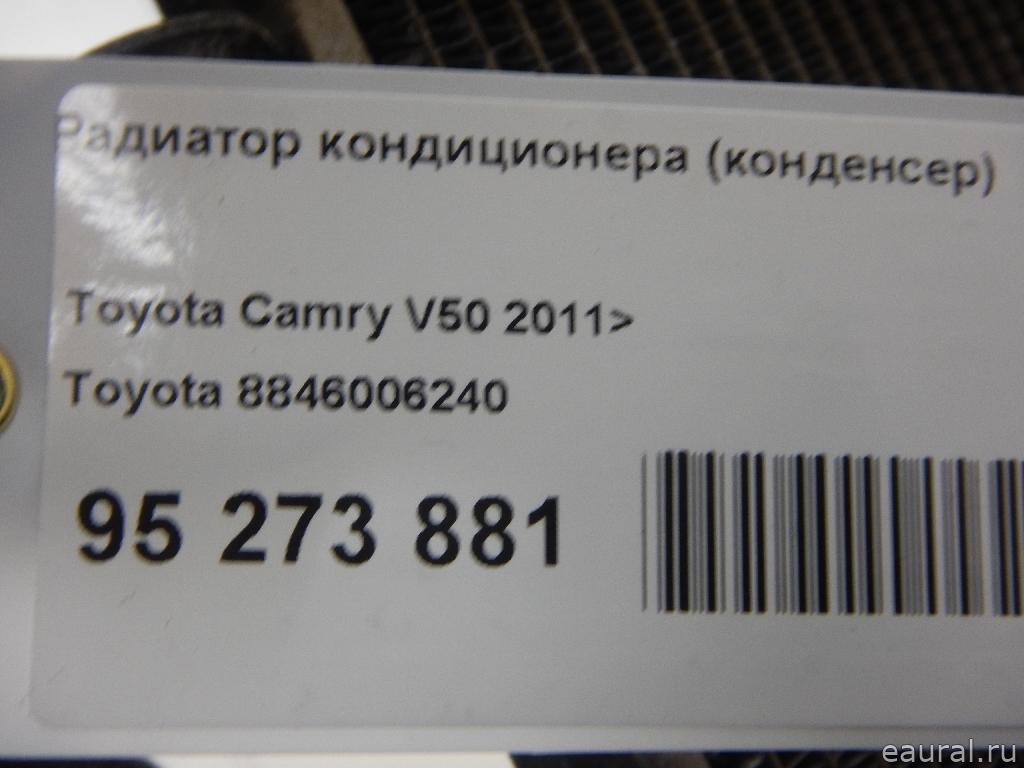 Радиатор кондиционера (конденсер)
Toyota Camry V50 2011>
Toyota 8846006240
95 273 881
eaural.ru